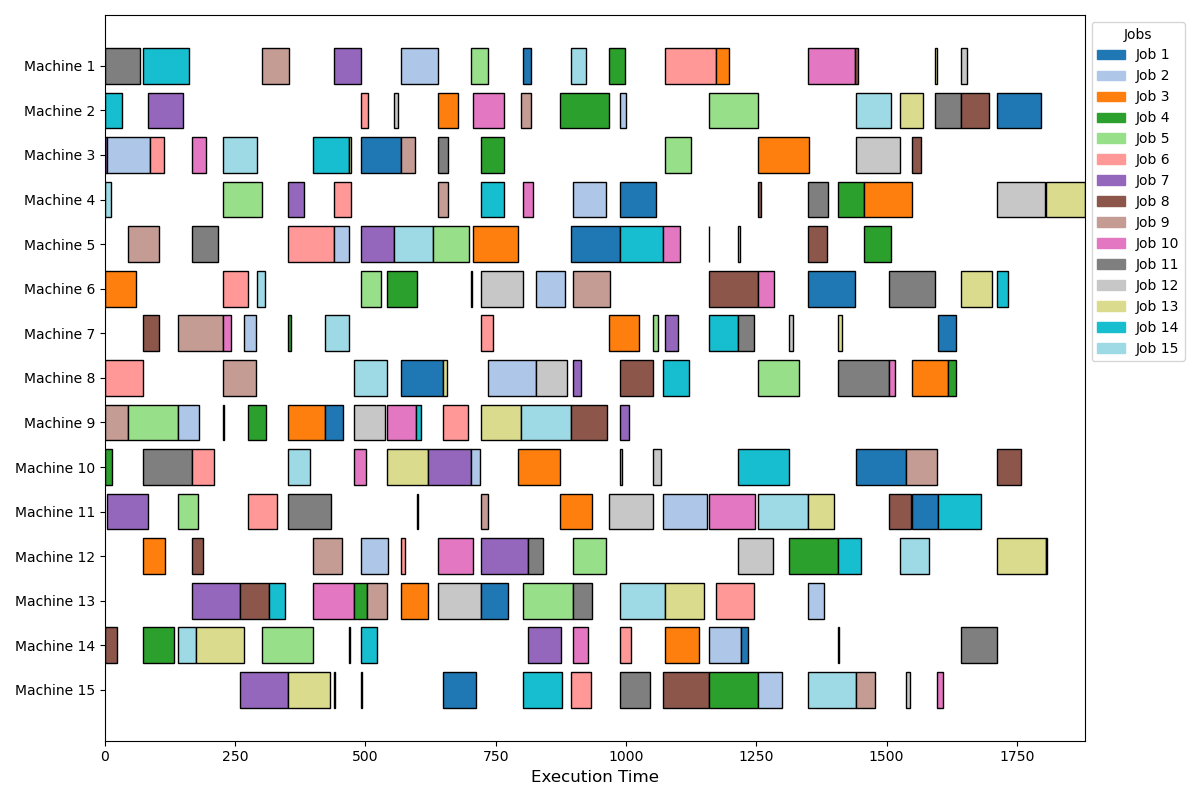 Machine 1
Machine 2
Machine 3
Machine 4
Machine 5
Machine 6
Machine 7
Machine 8
Machine 9
Machine 10
Machine 11
Machine 12
Machine 13
Machine 14
Machine 15
0 250 500 750 1000 1250 1500 1750
Execution Time
Jobs
Job 1
Job 2
Job 3
Job 4
Job 5
Job 6
Job 7
Job 8
Job 9
Job 10
Job 11
Job 12
Job 13
Job 14
Job 15